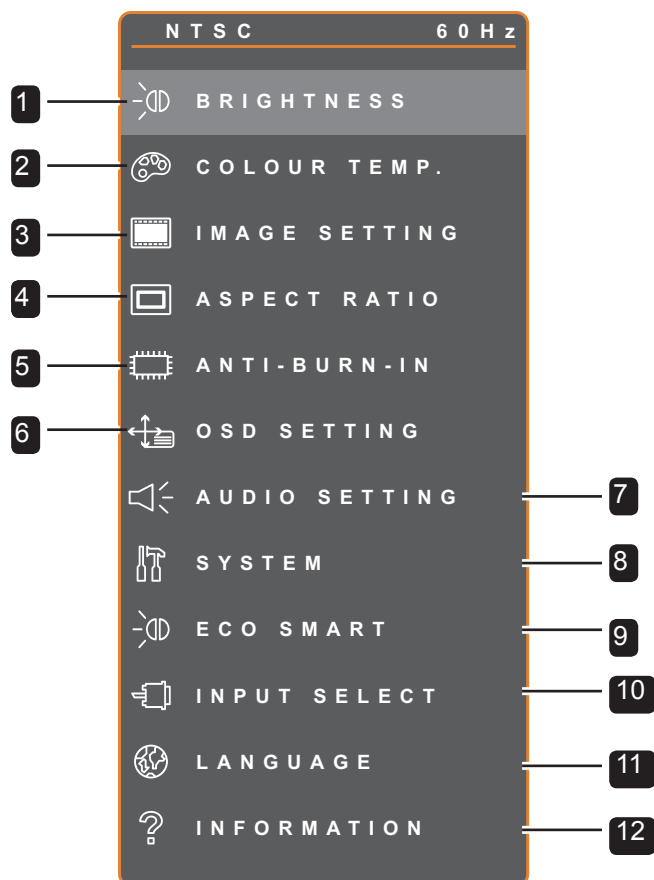 NTSC 60Hz
1 BRIGHTNESS
2 COLOUR TEMP.
3 IMAGE SETTING
4 ASPECT RATIO
5 ANTI-BURN-IN
6 OSD SETTING
AUDIO SETTING 7
SYSTEM 8
ECO SMART 9
INPUT SELECT 10
LANGUAGE 11
INFORMATION 12